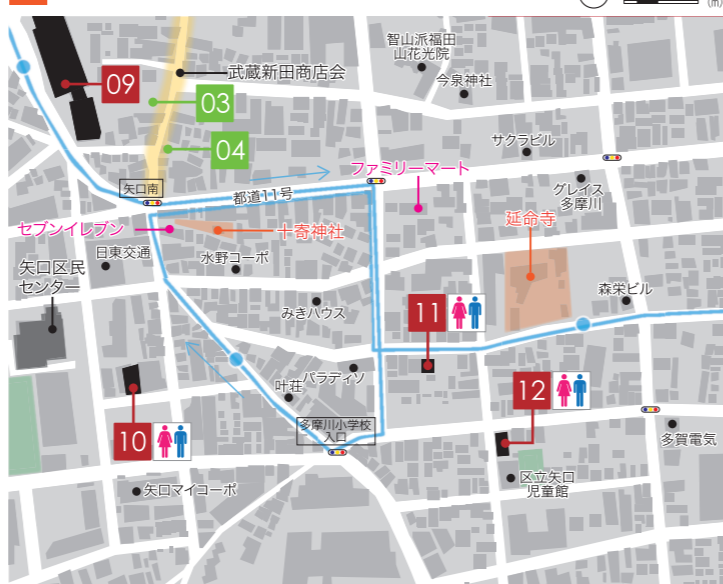 (m)
智山派福田
山花光院
武蔵新田商店会
今泉神社
09
03
04
サクラビル
ファミリーマート
矢口南
都道11号
グレイス
多摩川
セブンイレブン
十寄神社
延命寺
日東交通
水野コーポ
矢口区民
センター
森栄ビル
みきハウス
11
パラディソ
叶荘
12
多摩川小学校
入口
10
多賀電気
区立矢口
児童館
矢口マイコーポ